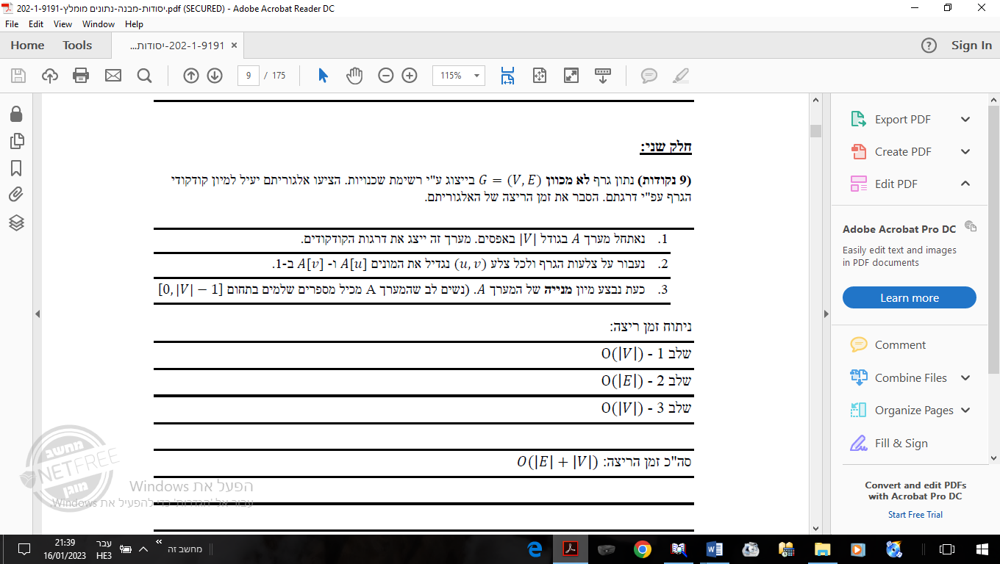 202-1-9191-יסודות-מבנה-נתונים מומלץ.pdf (SECURED) - Adobe Acrobat Reader DC
File Edit View Window Help
Home Tools 202-1-9191-יסודות... × Sign In
9 / 175 115%
חלק שני:
(9 נקודות) נתון גרף לא מכוון G = (V, E) בייצוג ע"י רשימת שכנויות. הציעו אלגוריתם יעיל למיון קודקודי
הגרף עפ"י דרגתם. הסבר את זמן הריצה של האלגוריתם.
1. נאתחל מערך A בגודל |V| באפסים. מערך זה ייצג את דרגות הקודקודים.
2. נעבור על צלעות הגרף ולכל צלע (u, v) נגדיל את המונים A[u] ו- A[v] ב-1.
3. כעת נבצע מיון מנייה של המערך A. (נשים לב שהמערך A מכיל מספרים שלמים בתחום [0, |V| − 1]
ניתוח זמן ריצה:
שלב 1 - O(|V|)
שלב 2 - O(|E|)
שלב 3 - O(|V|)
סה"כ זמן הריצה: O(|E| + |V|)
Export PDF
Create PDF
Edit PDF
Adobe Acrobat Pro DC
Easily edit text and images
in PDF documents
Learn more
Comment
Combine Files
Organize Pages
Fill & Sign
Convert and edit PDFs
with Acrobat Pro DC
Start Free Trial
מחשב
NETFREE
מוגן
הפעל את Windows
עבור אל 'הגדרות' כדי להפעיל את Windows.
21:39
16/01/2023
עבר
HE3
מחשב זה